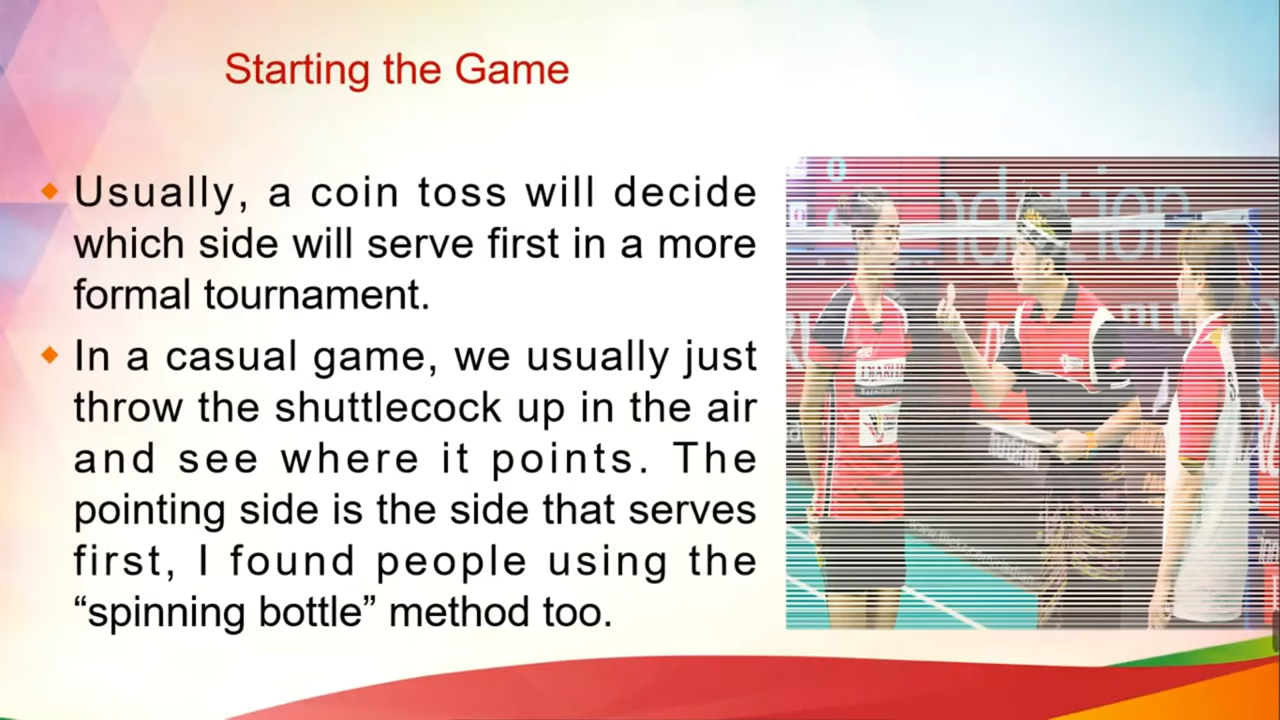 Starting the Game
Usually, a coin toss will decide
which side will serve first in a more
formal tournament.
In a casual game, we usually just
throw the shuttlecock up in the air
and see where it points. The
pointing side is the side that serves
first, I found people using the
“spinning bottle” method too.